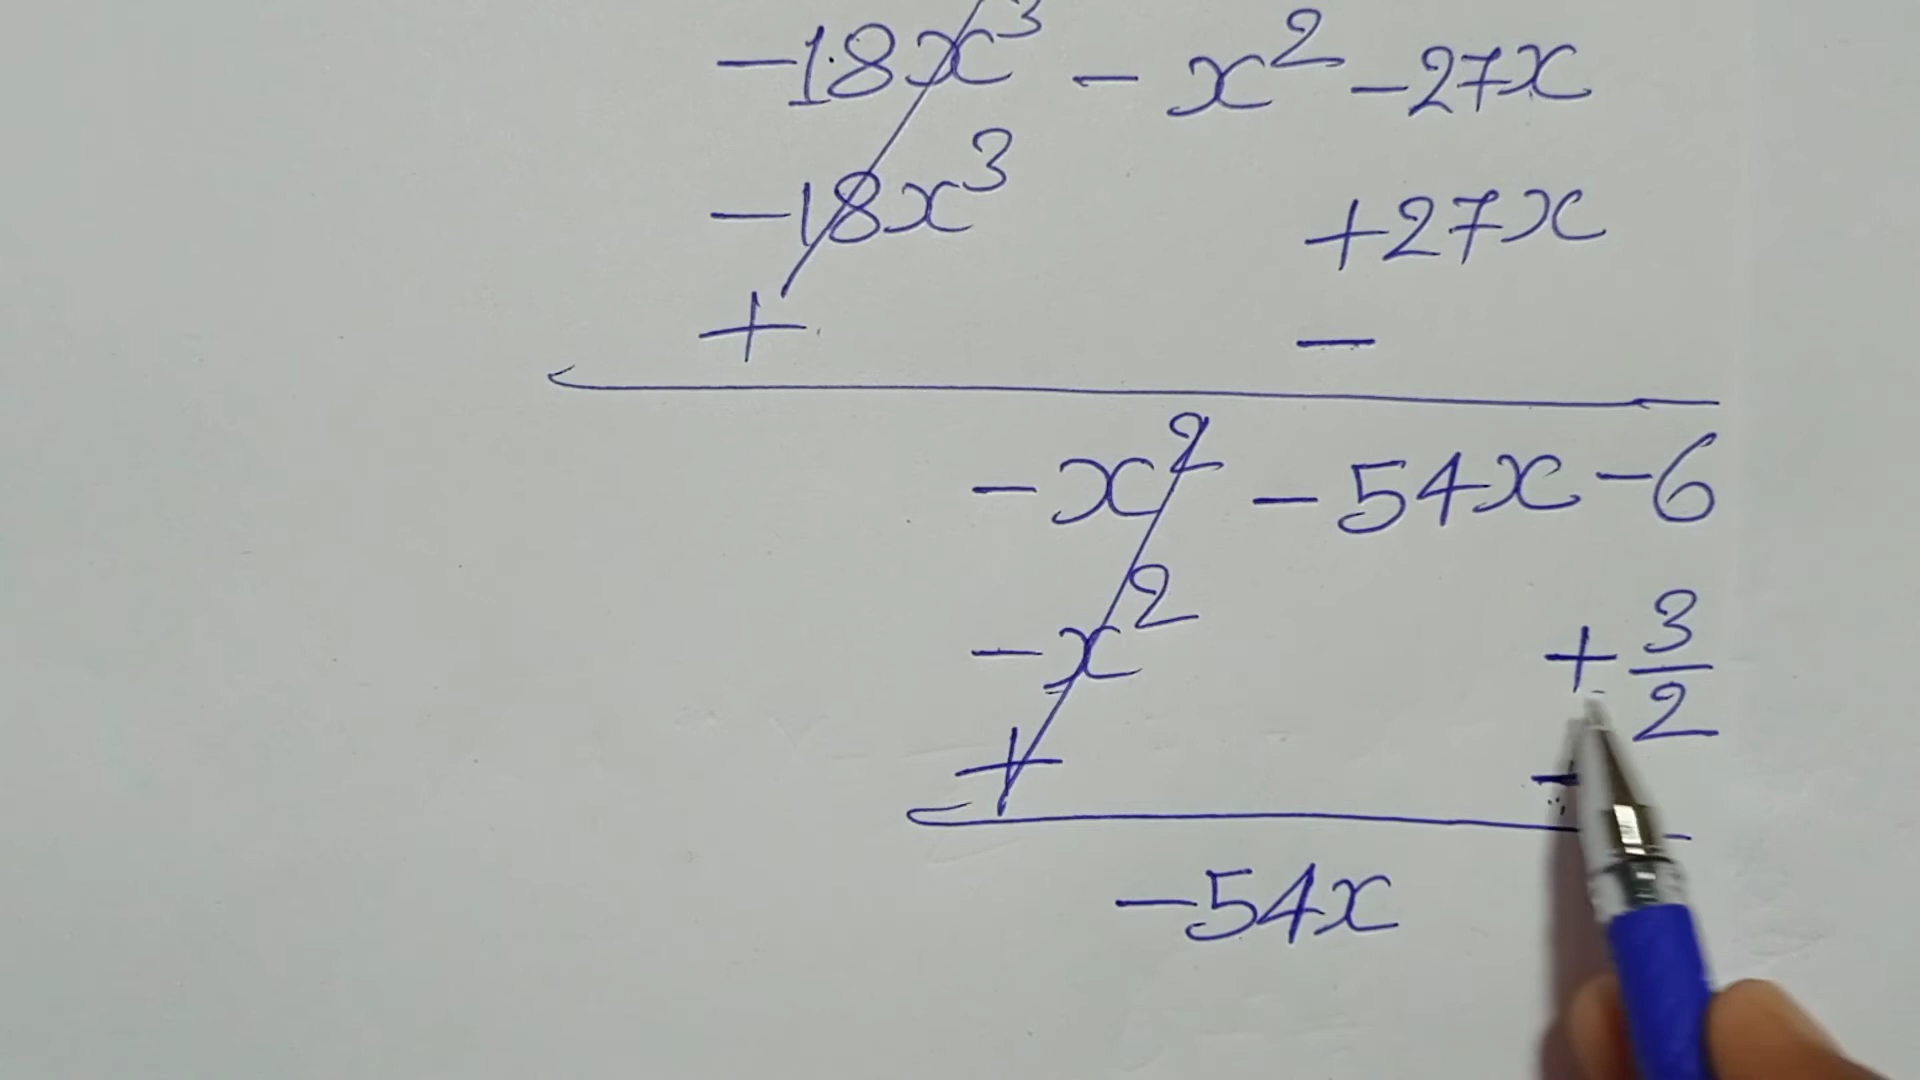 -18x³ - x² - 27x
-18x³ + 27x
+ -
-x² - 54x - 6
-x² + 3/2
+ -
-54x